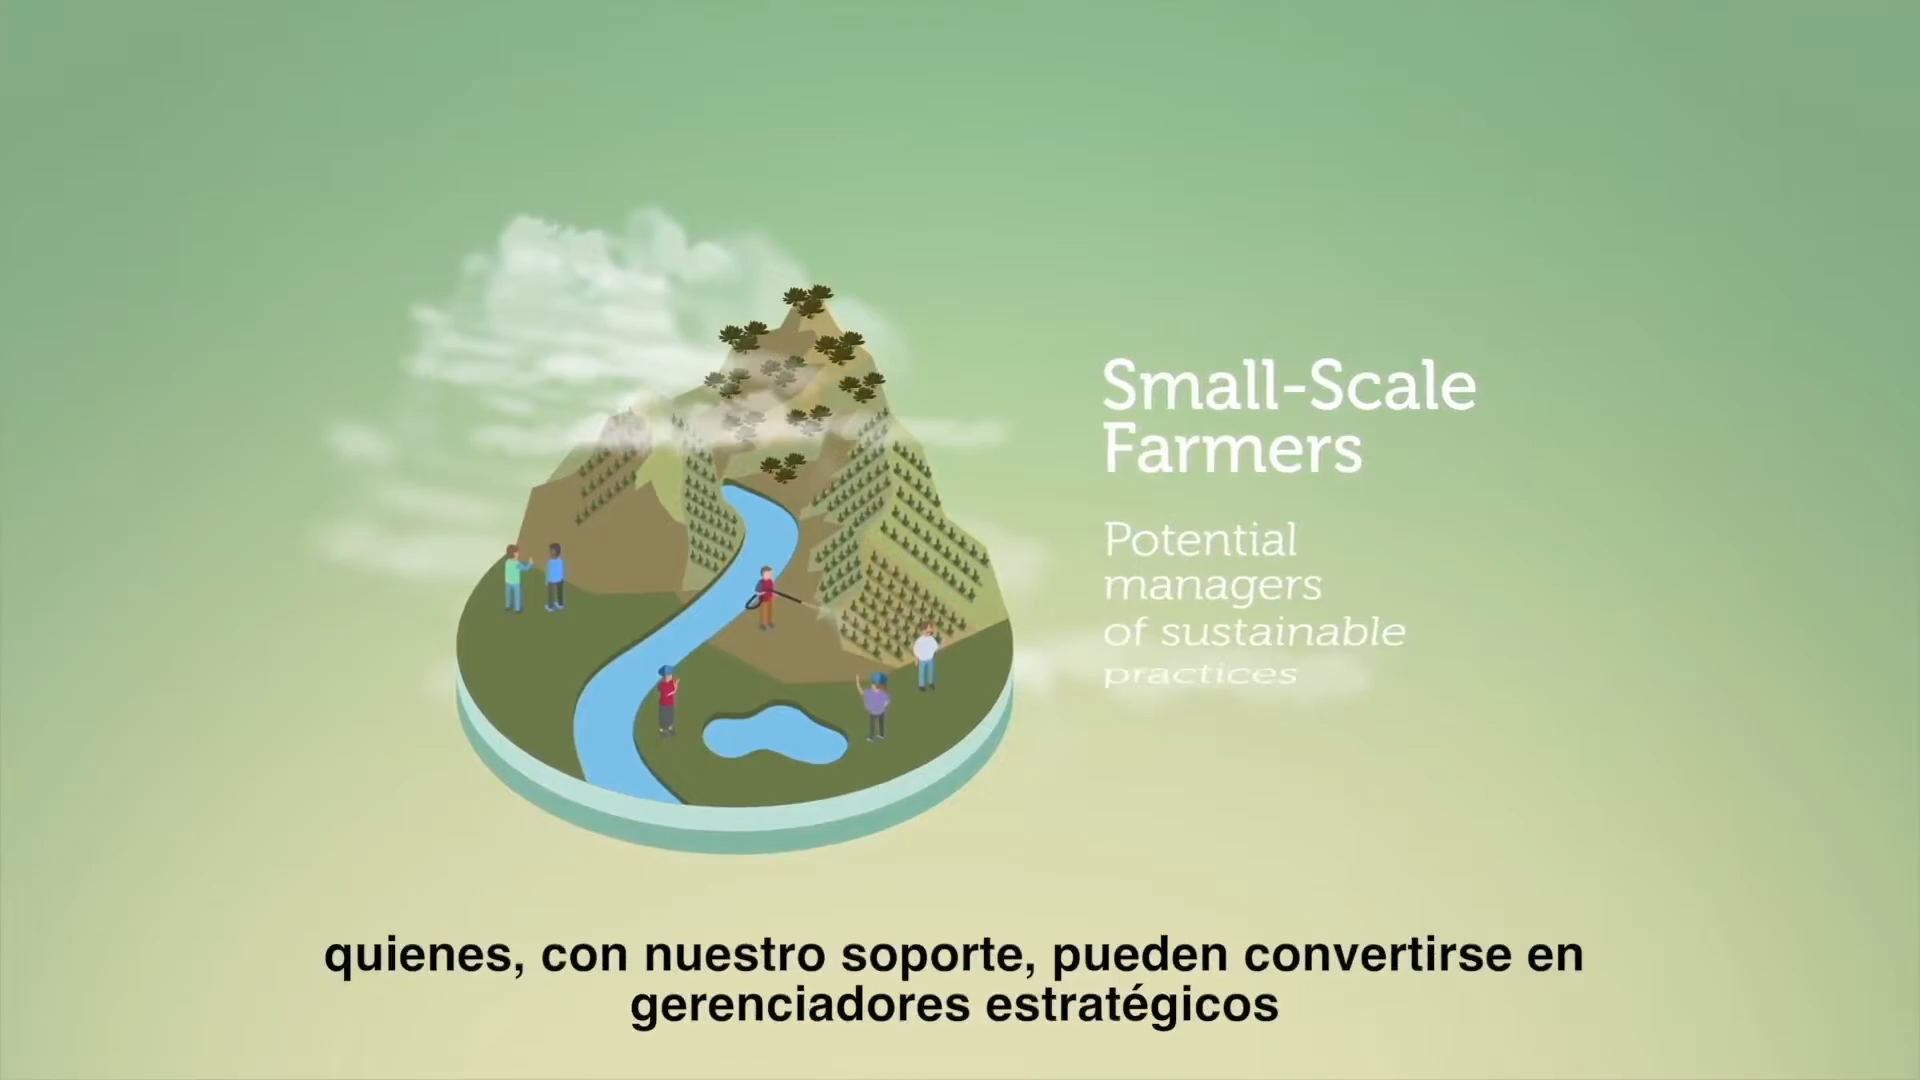 Small-Scale
Farmers
Potential
managers
of sustainable
practices
quienes, con nuestro soporte, pueden convertirse en
gerenciadores estratégicos